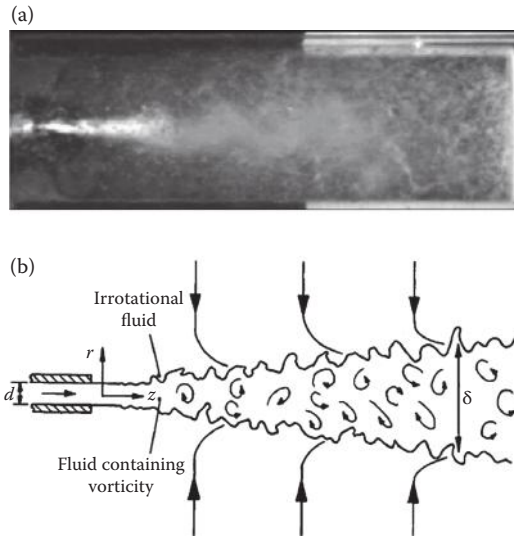 (a)
(b)
Irrotational
fluid
r
d
z
δ
Fluid containing
vorticity